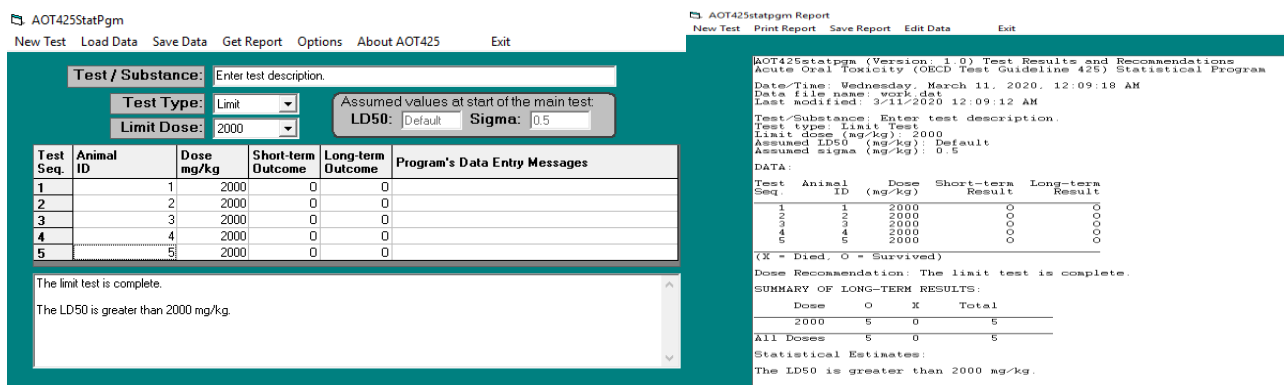 AOT425StatPgm
New Test Load Data Save Data Get Report Options About AOT425 Exit
Test / Substance: Enter test description.
Test Type: Limit
Limit Dose: 2000
Assumed values at start of the main test:
LD50: Default Sigma: 0.5
Test Seq. Animal ID Dose mg/kg Short-term Outcome Long-term Outcome Program's Data Entry Messages
1 1 2000 O O
2 2 2000 O O
3 3 2000 O O
4 4 2000 O O
5 5 2000 O O
The limit test is complete.
The LD50 is greater than 2000 mg/kg.
AOT425statpgm Report
New Test Print Report Save Report Edit Data Exit
AOT425statpgm (Version: 1.0) Test Results and Recommendations
Acute Oral Toxicity (OECD Test Guideline 425) Statistical Program
Date/Time: Wednesday, March 11, 2020, 12:09:18 AM
Data file name: work.dat
Last modified: 3/11/2020 12:09:12 AM
Test/Substance: Enter test description.
Test type: Limit Test
Limit dose (mg/kg): 2000
Assumed LD50 (mg/kg): Default
Assumed sigma (mg/kg): 0.5
DATA:
Test Animal Dose Short-term Long-term
Seq. ID (mg/kg) Result Result
1 1 2000 O O
2 2 2000 O O
3 3 2000 O O
4 4 2000 O O
5 5 2000 O O
(X = Died, O = Survived)
Dose Recommendation: The limit test is complete.
SUMMARY OF LONG-TERM RESULTS:
Dose O X Total
2000 5 0 5
All Doses 5 0 5
Statistical Estimates:
The LD50 is greater than 2000 mg/kg.